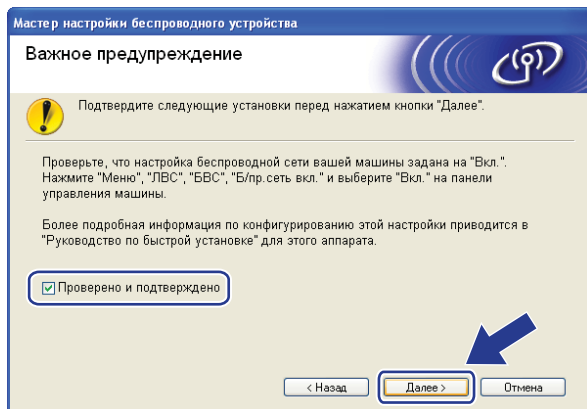 Мастер настройки беспроводного устройства
Важное предупреждение
Подтвердите следующие установки перед нажатием кнопки "Далее".
Проверьте, что настройка беспроводной сети вашей машины задана на "Вкл.".
Нажмите "Меню", "ЛВС", "БВС", "Б/пр.сеть вкл." и выберите "Вкл." на панели
управления машины.
Более подробная информация по конфигурированию этой настройки приводится в
"Руководство по быстрой установке" для этого аппарата.
Проверено и подтверждено
< Назад Далее > Отмена